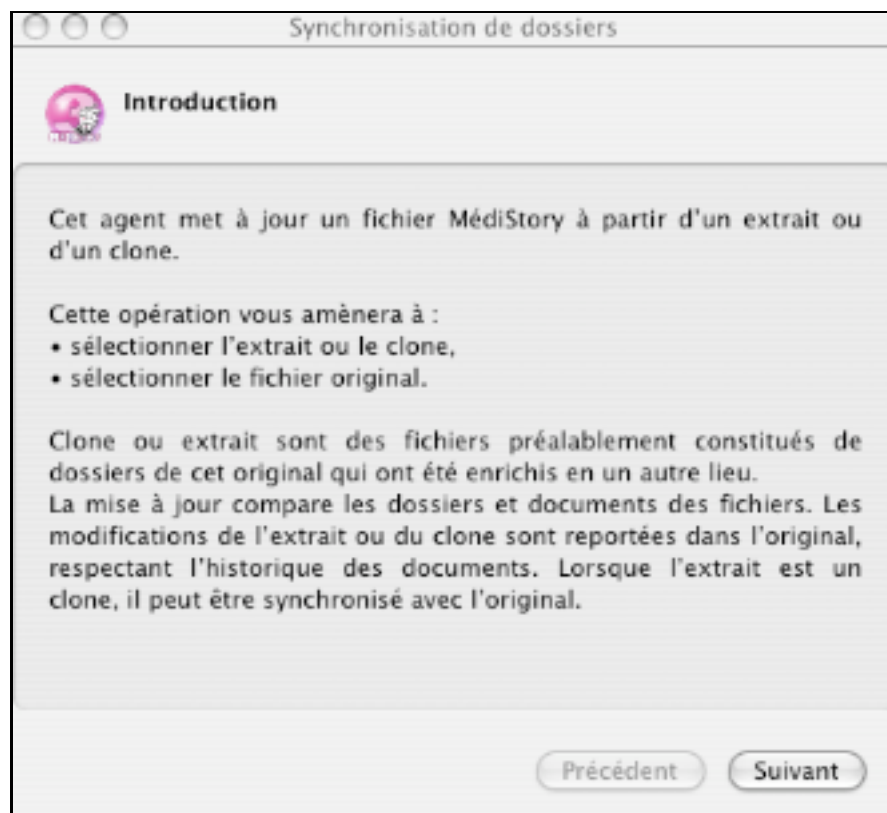 Synchronisation de dossiers
Introduction
Cet agent met à jour un fichier MédiStory à partir d'un extrait ou
d'un clone.
Cette opération vous amènera à :
• sélectionner l'extrait ou le clone,
• sélectionner le fichier original.
Clone ou extrait sont des fichiers préalablement constitués de
dossiers de cet original qui ont été enrichis en un autre lieu.
La mise à jour compare les dossiers et documents des fichiers. Les
modifications de l'extrait ou du clone sont reportées dans l'original,
respectant l'historique des documents. Lorsque l'extrait est un
clone, il peut être synchronisé avec l'original.
Précédent
Suivant